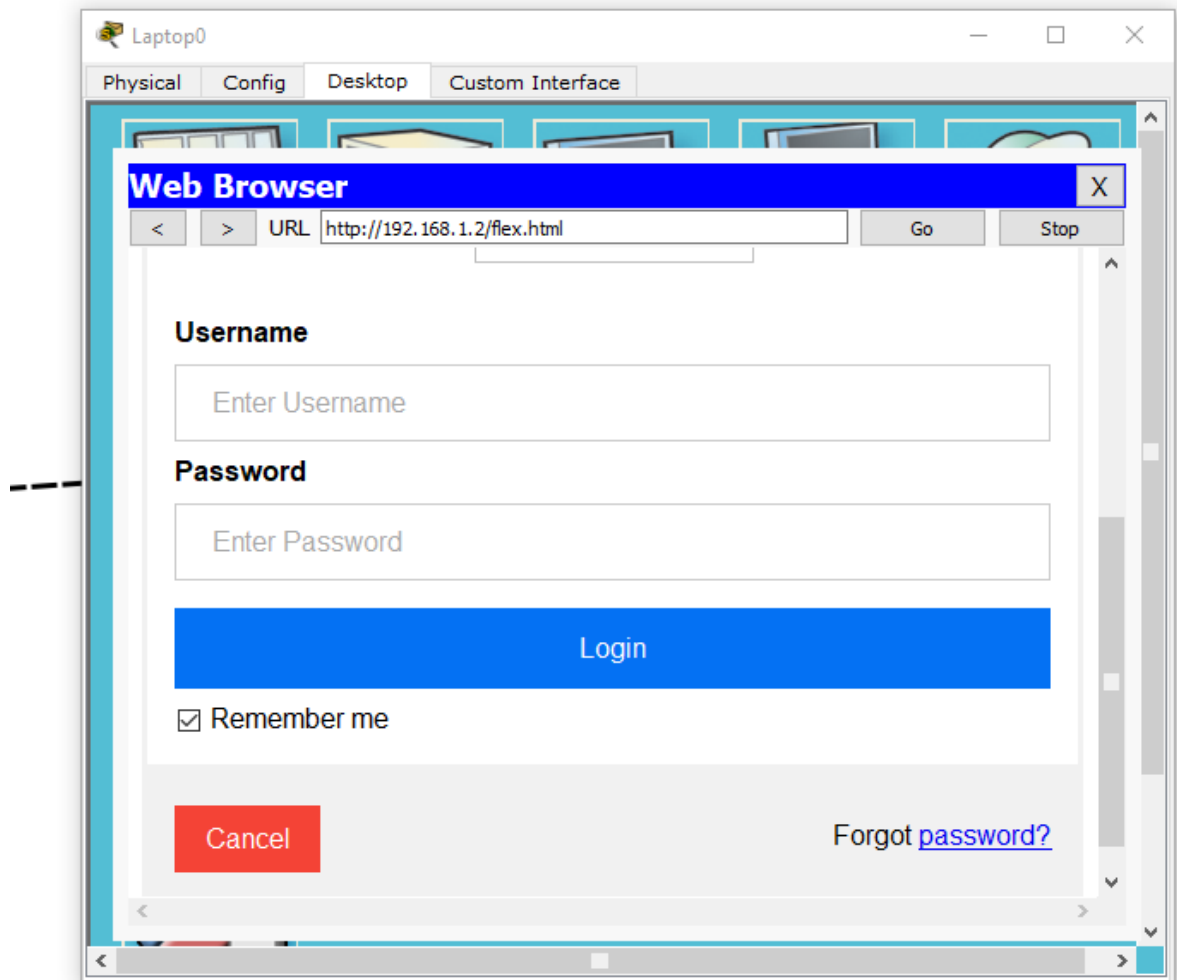 Laptop0
Physical Config Desktop Custom Interface
Web Browser X
< > URL http://192.168.1.2/flex.html Go Stop
Username
Enter Username
Password
Enter Password
Login
Remember me
Cancel Forgot password?